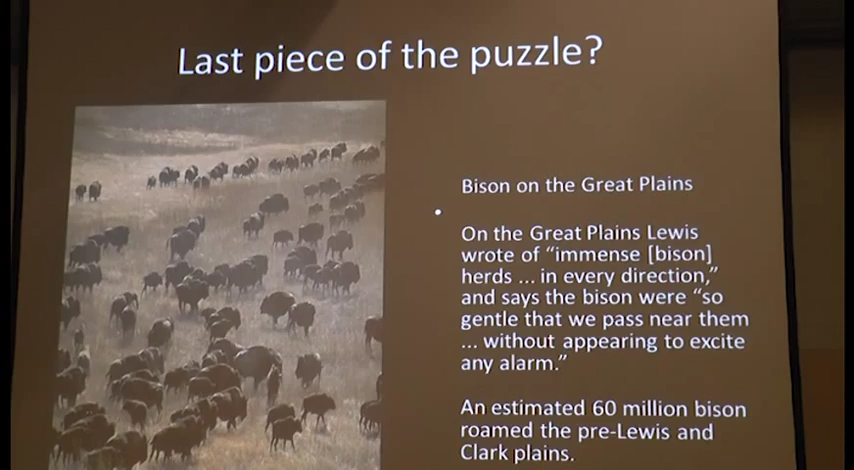 Last piece of the puzzle?
Bison on the Great Plains
•
On the Great Plains Lewis
wrote of “immense [bison]
herds ... in every direction,”
and says the bison were “so
gentle that we pass near them
... without appearing to excite
any alarm.”
An estimated 60 million bison
roamed the pre-Lewis and
Clark plains.